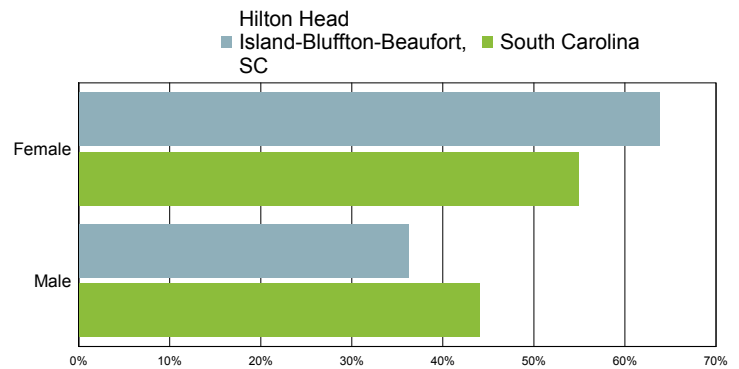 Hilton Head
Island-Bluffton-Beaufort,
SC
South Carolina
Female
Male
0% 10% 20% 30% 40% 50% 60% 70%